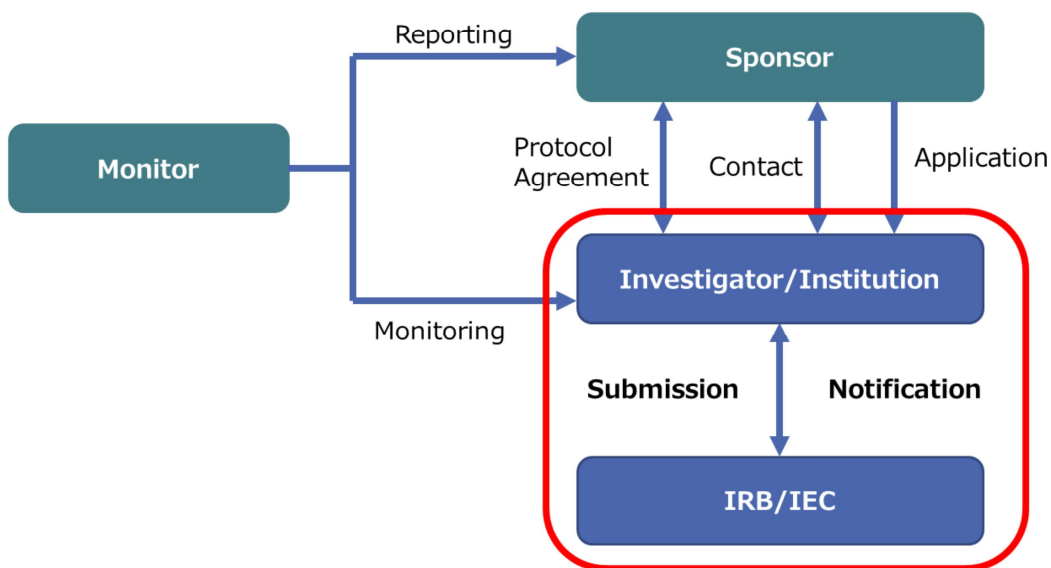 Reporting
Sponsor
Monitor
Protocol
Agreement
Contact
Application
Investigator/Institution
Monitoring
Submission
Notification
IRB/IEC